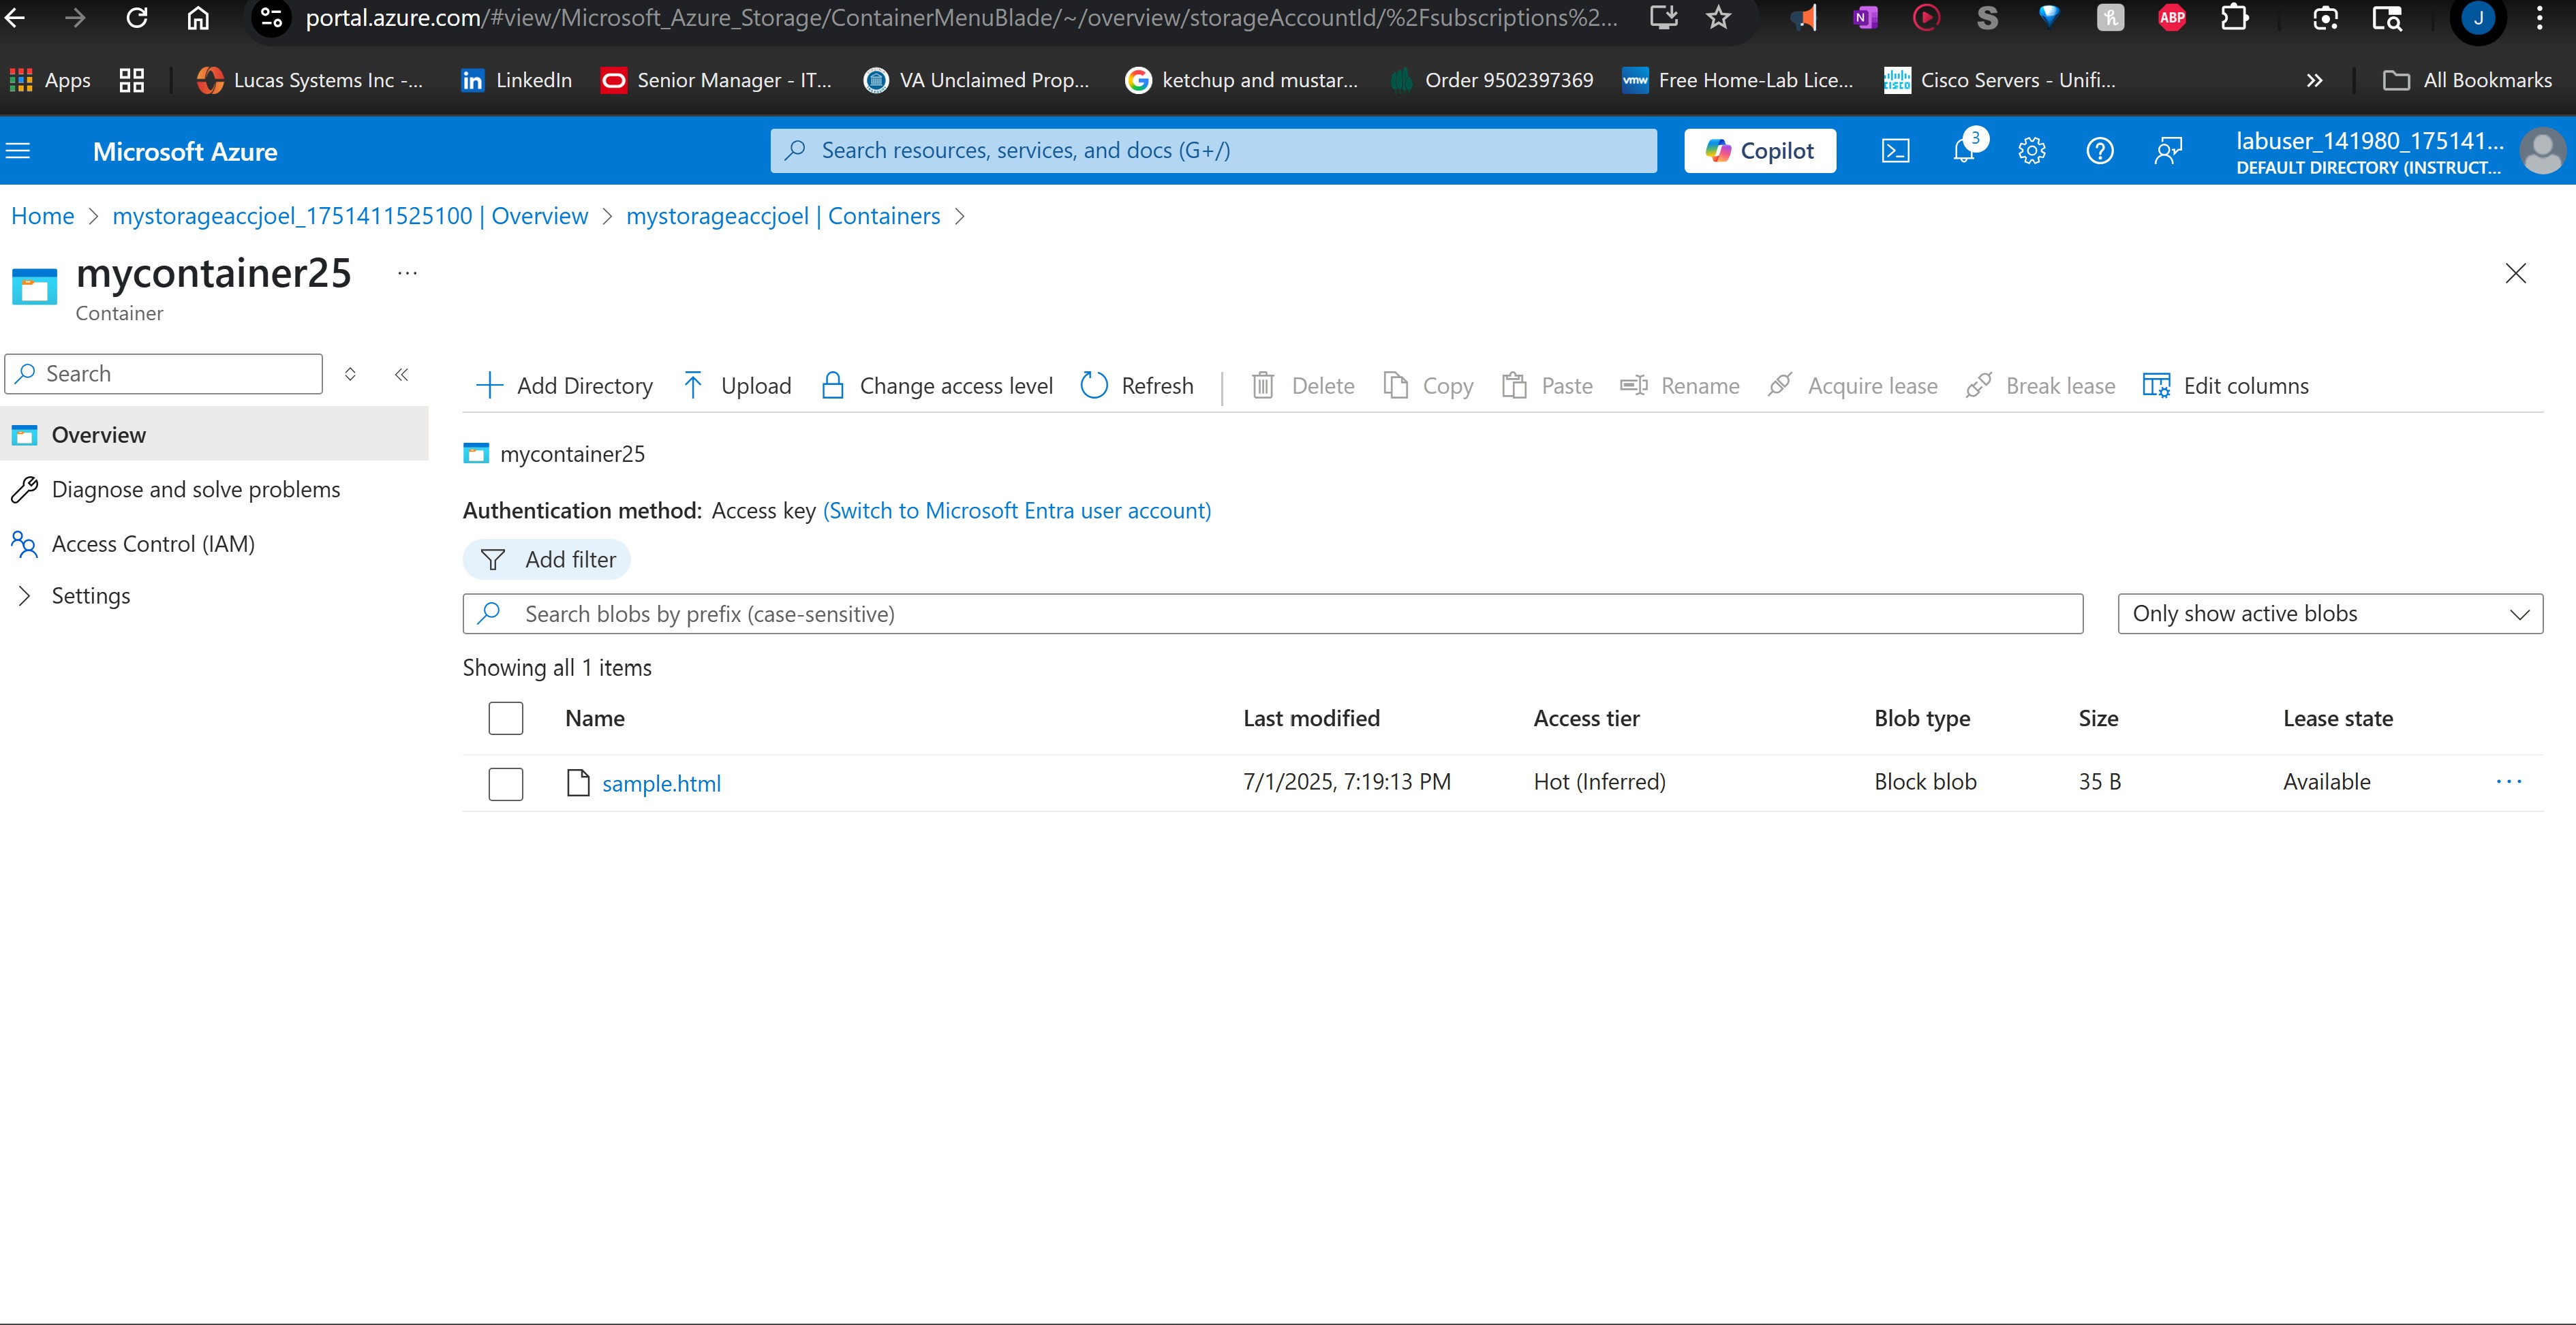 portal.azure.com/#view/Microsoft_Azure_Storage/ContainerMenuBlade/~/overview/storageAccountId/%2Fsubscriptions%2...
N
S
h
ABP
J
Apps
Lucas Systems Inc -...
in
LinkedIn
Senior Manager - IT...
VA Unclaimed Prop...
G
ketchup and mustar...
Order 9502397369
vmw
Free Home-Lab Lice...
cisco
Cisco Servers - Unifi...
All Bookmarks
Microsoft Azure
Search resources, services, and docs (G+/)
Copilot
3
labuser_141980_175141...
DEFAULT DIRECTORY (INSTRUCT...
Home > mystorageaccjoel_1751411525100 | Overview > mystorageaccjoel | Containers >
mycontainer25 ...
Container
Search
Add Directory Upload Change access level Refresh Delete Copy Paste Rename Acquire lease Break lease Edit columns
Overview
Diagnose and solve problems
Access Control (IAM)
Settings
mycontainer25
Authentication method: Access key (Switch to Microsoft Entra user account)
Add filter
Search blobs by prefix (case-sensitive)
Only show active blobs
Showing all 1 items
Name Last modified Access tier Blob type Size Lease state
sample.html 7/1/2025, 7:19:13 PM Hot (Inferred) Block blob 35 B Available ...